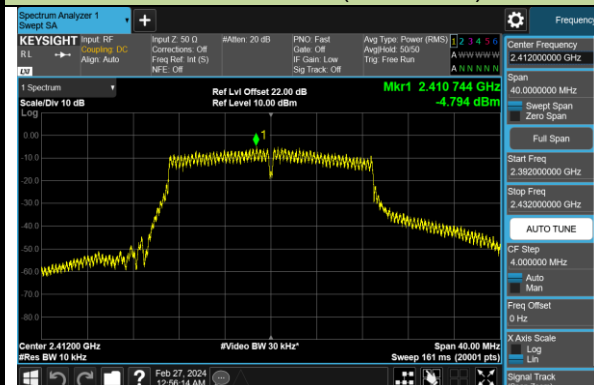 Spectrum Analyzer 1
Swept SA
Frequency
KEYSIGHT Input: RF
RL
Coupling: DC
Align: Auto
LXI
Input Z: 50 Ω
Corrections: Off
Freq Ref: Int (S)
NFE: Off
#Atten: 20 dB
PNO: Fast
Gate: Off
IF Gain: Low
Sig Track: Off
Avg Type: Power (RMS)
Avg|Hold: 50/50
Trig: Free Run
1 2 3 4 5 6
A W W W W W
A N N N N N
1 Spectrum
Scale/Div 10 dB
Log
Ref Lvl Offset 22.00 dB
Ref Level 10.00 dBm
Mkr1 2.410 744 GHz
-4.794 dBm
1
0.00
-10.0
-20.0
-30.0
-40.0
-50.0
-60.0
-70.0
-80.0
Center 2.41200 GHz
#Res BW 10 kHz
#Video BW 30 kHz*
Span 40.00 MHz
Sweep 161 ms (20001 pts)
Center Frequency
2.412000000 GHz
Span
40.0000000 MHz
Swept Span
Zero Span
Full Span
Start Freq
2.392000000 GHz
Stop Freq
2.432000000 GHz
AUTO TUNE
CF Step
4.000000 MHz
Auto
Man
Freq Offset
0 Hz
X Axis Scale
Log
Lin
Signal Track
Feb 27, 2024
12:56:14 AM